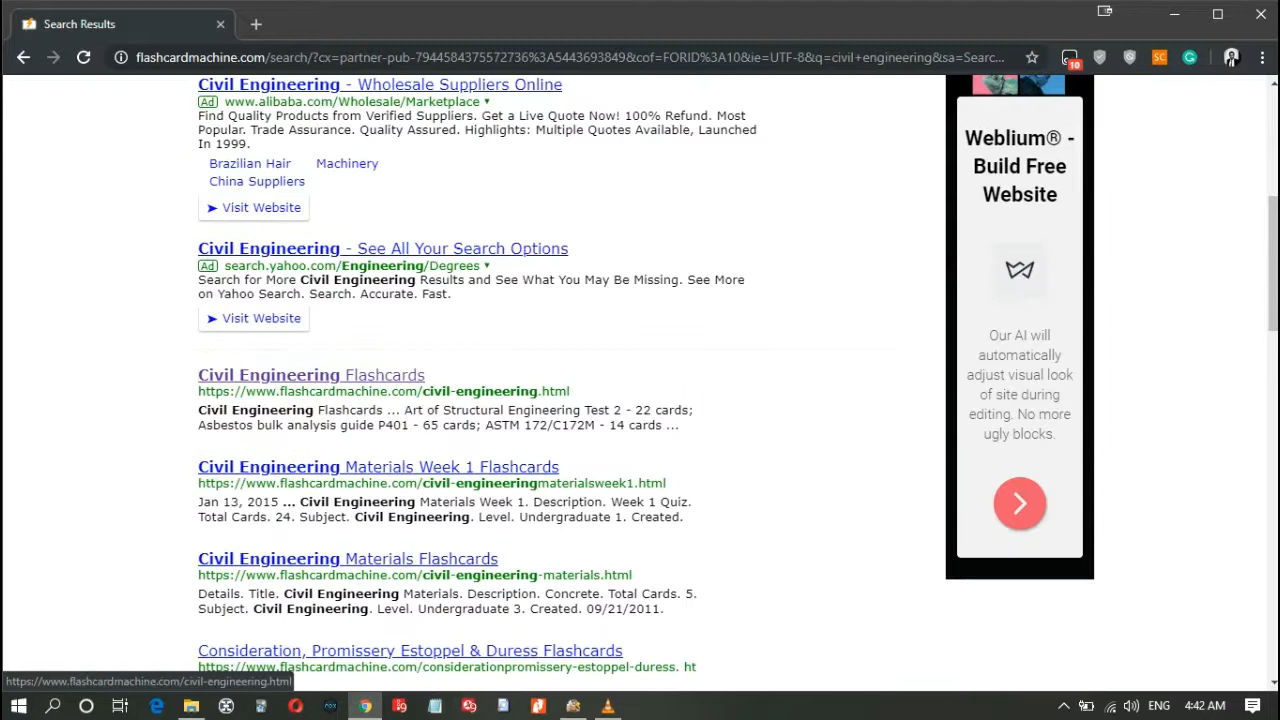 Search Results
flashcardmachine.com/search/?cx=partner-pub-7944584375572736%3A5443693849&cof=FORID%3A10&ie=UTF-8&q=civil+engineering&sa=Searc...
10
SC
Civil Engineering - Wholesale Suppliers Online
Ad www.alibaba.com/Wholesale/Marketplace
Find Quality Products from Verified Suppliers. Get a Live Quote Now! 100% Refund. Most
Popular. Trade Assurance. Quality Assured. Highlights: Multiple Quotes Available, Launched
In 1999.
Brazilian Hair Machinery
China Suppliers
Visit Website
Civil Engineering - See All Your Search Options
Ad search.yahoo.com/Engineering/Degrees
Search for More Civil Engineering Results and See What You May Be Missing. See More
on Yahoo Search. Search. Accurate. Fast.
Visit Website
Civil Engineering Flashcards
https://www.flashcardmachine.com/civil-engineering.html
Civil Engineering Flashcards ... Art of Structural Engineering Test 2 - 22 cards;
Asbestos bulk analysis guide P401 - 65 cards; ASTM 172/C172M - 14 cards ...
Civil Engineering Materials Week 1 Flashcards
https://www.flashcardmachine.com/civil-engineeringmaterialsweek1.html
Jan 13, 2015 ... Civil Engineering Materials Week 1. Description. Week 1 Quiz.
Total Cards. 24. Subject. Civil Engineering. Level. Undergraduate 1. Created.
Civil Engineering Materials Flashcards
https://www.flashcardmachine.com/civil-engineering-materials.html
Details. Title. Civil Engineering Materials. Description. Concrete. Total Cards. 5.
Subject. Civil Engineering. Level. Undergraduate 3. Created. 09/21/2011.
Consideration, Promissery Estoppel & Duress Flashcards
https://www.flashcardmachine.com/considerationpromissery-estoppel-duress. ht
Weblium® -
Build Free
Website
Our AI will
automatically
adjust visual look
of site during
editing. No more
ugly blocks.
https://www.flashcardmachine.com/civil-engineering.html
ENG 4:42 AM